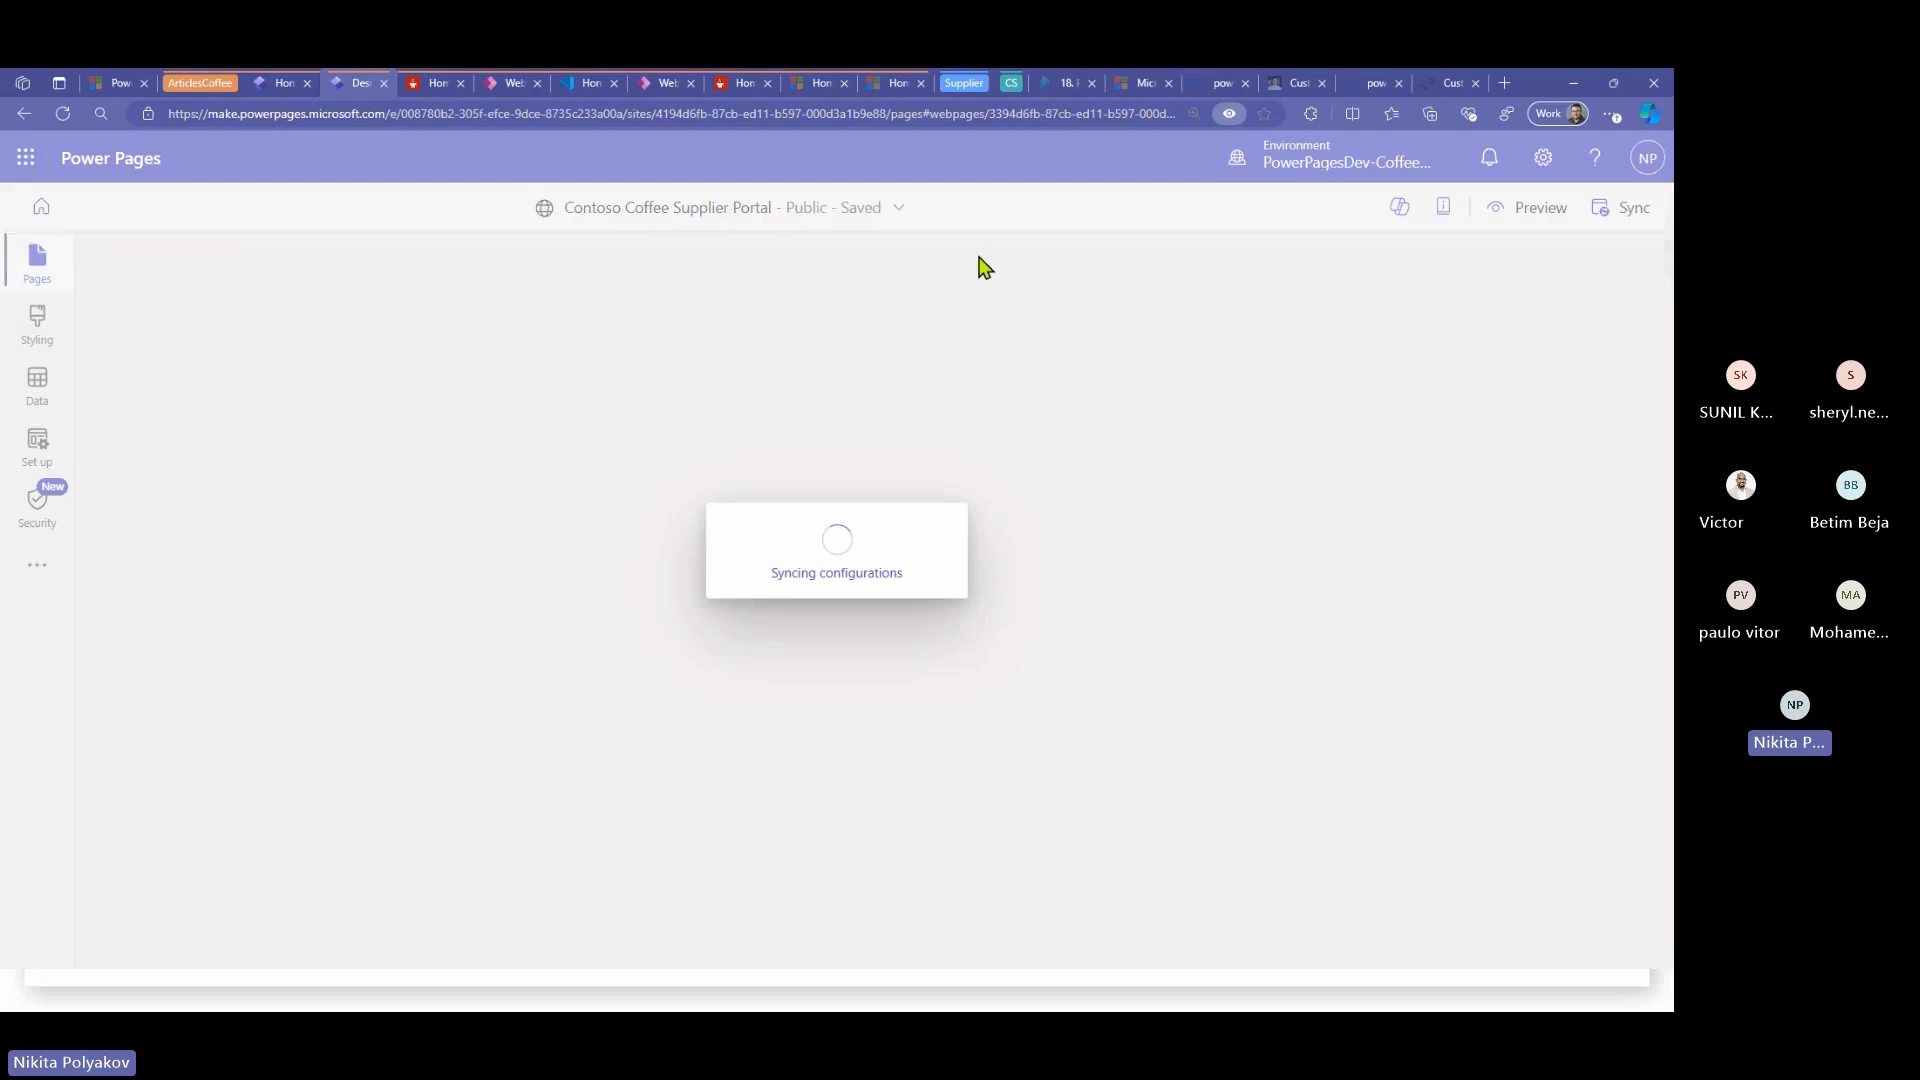 Pow
ArticlesCoffee
Hon
Desi
Hon
Web
Hon
Web
Hon
Hon
Hon
Supplier
CS
18. F
Micr
pow
Cust
pow
Cust
https://make.powerpages.microsoft.com/e/008780b2-305f-efce-9dce-8735c233a00a/sites/4194d6fb-87cb-ed11-b597-000d3a1b9e88/pages#webpages/3394d6fb-87cb-ed11-b597-000d...
Work
Power Pages
Environment
PowerPagesDev-Coffee...
NP
Contoso Coffee Supplier Portal - Public - Saved
Preview
Sync
Pages
Styling
Data
Set up
New
Security
Syncing configurations
SK
SUNIL K...
S
sheryl.ne...
Victor
BB
Betim Beja
PV
paulo vitor
MA
Mohame...
NP
Nikita P...
Nikita Polyakov